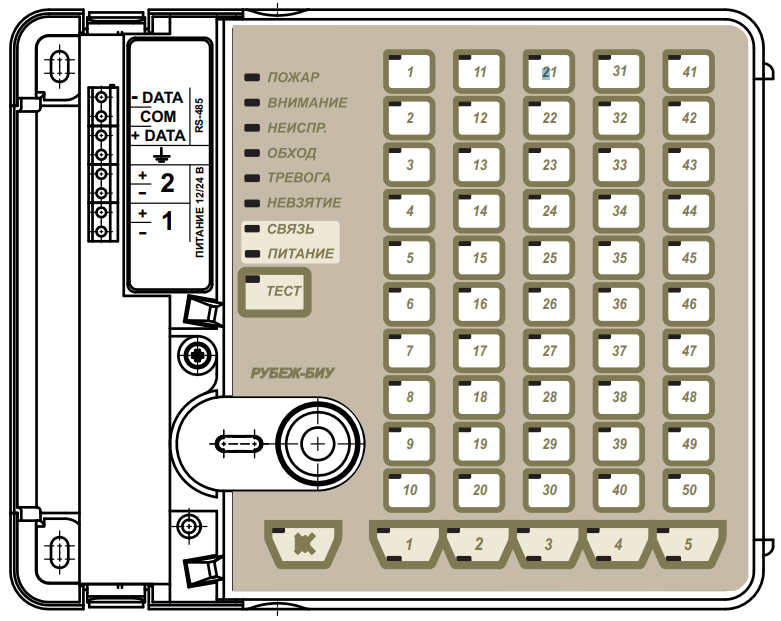 - DATA
COM
+ DATA
RS-485
+
- 2
+
- 1
ПИТАНИЕ 12/24 В
ПОЖАР
ВНИМАНИЕ
НЕИСПР.
ОБХОД
ТРЕВОГА
НЕВЗЯТИЕ
СВЯЗЬ
ПИТАНИЕ
ТЕСТ
РУБЕЖ-БИУ
1 11 21 31 41
2 12 22 32 42
3 13 23 33 43
4 14 24 34 44
5 15 25 35 45
6 16 26 36 46
7 17 27 37 47
8 18 28 38 48
9 19 29 39 49
10 20 30 40 50
1 2 3 4 5